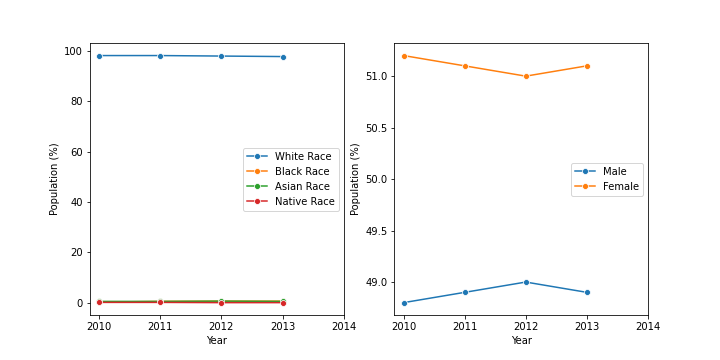 100
80
60
40
20
0
Population (%)
White Race
Black Race
Asian Race
Native Race
2010 2011 2012 2013 2014
Year
51.0
50.5
50.0
49.5
49.0
Population (%)
Male
Female
2010 2011 2012 2013 2014
Year